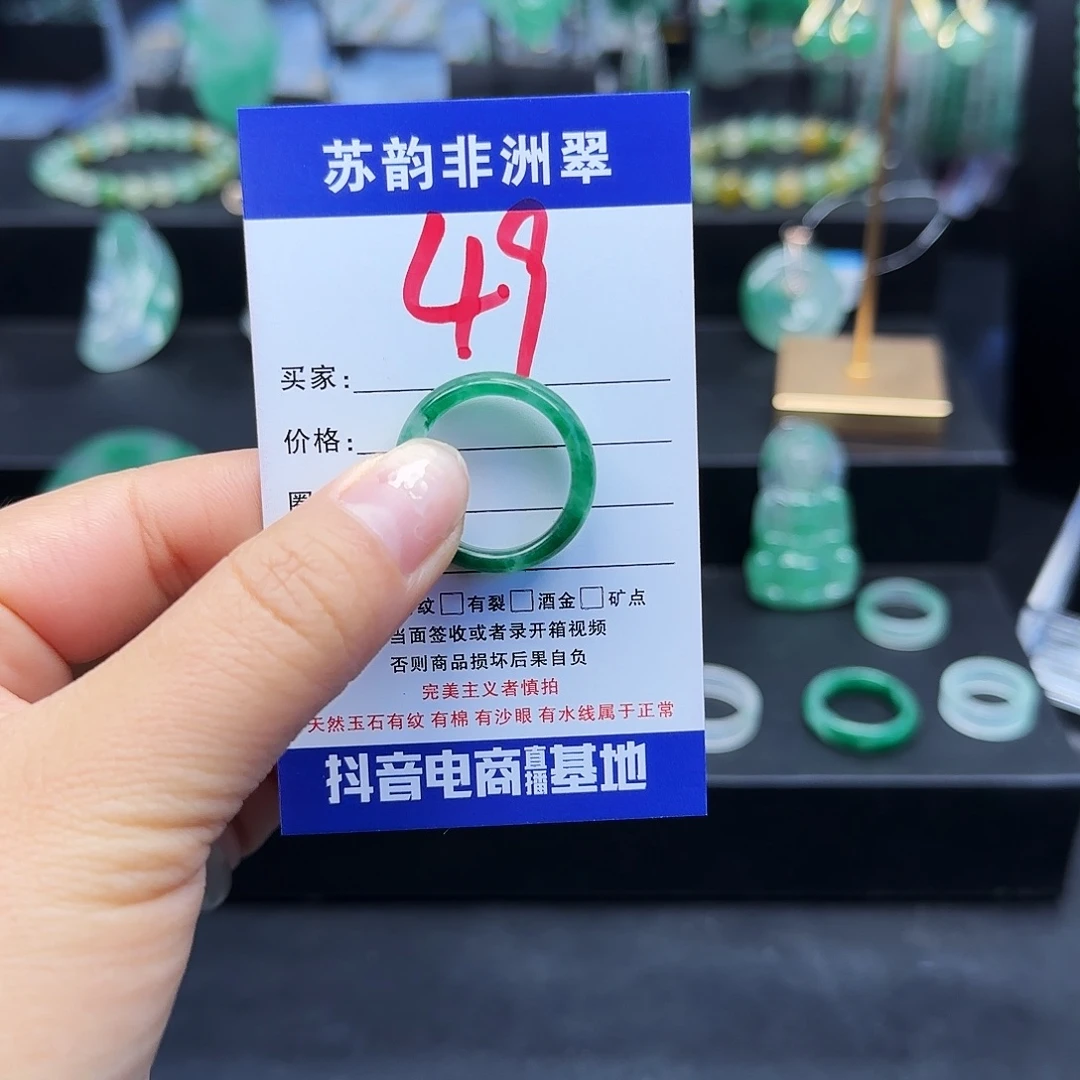 苏韵非洲翠
49
买家:
价格:
圈
纹□有裂□酒金□矿点
当面签收或者录开箱视频
否则商品损坏后果自负
完美主义者慎拍
天然玉石有纹 有棉 有沙眼 有水线属于正常
抖音电商直播基地